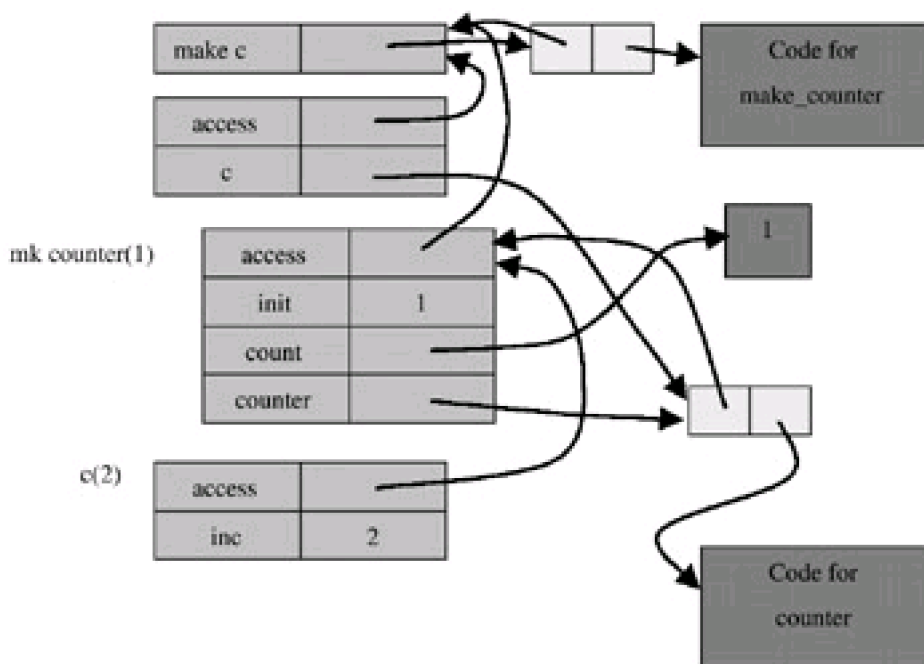 make c
Code for
make_counter
access
c
mk counter(1)
access
1
init 1
count
counter
c(2)
access
inc 2
Code for
counter